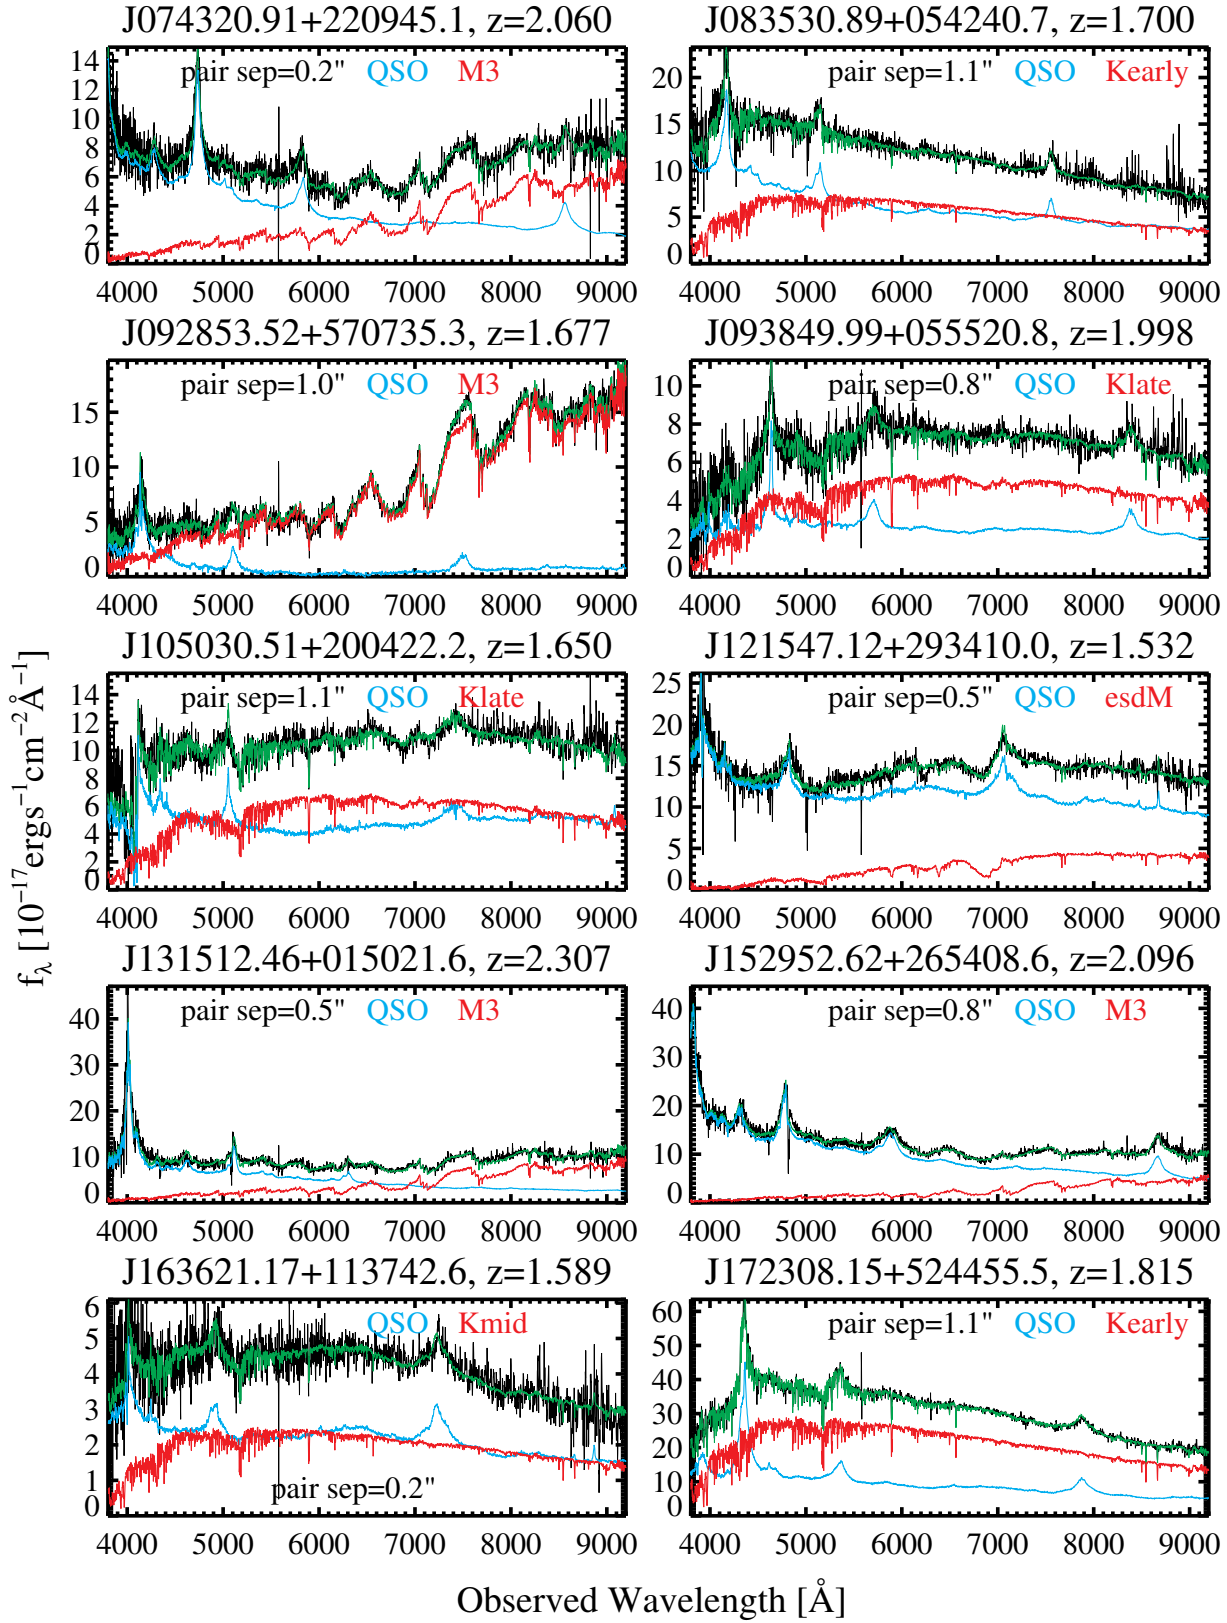 J074320.91+220945.1, z=2.060
pair sep=0.2" QSO M3
14
12
10
8
6
4
2
0
4000 5000 6000 7000 8000 9000
J083530.89+054240.7, z=1.700
pair sep=1.1" QSO Kearly
20
15
10
5
0
4000 5000 6000 7000 8000 9000
J092853.52+570735.3, z=1.677
pair sep=1.0" QSO M3
15
10
5
0
4000 5000 6000 7000 8000 9000
J093849.99+055520.8, z=1.998
pair sep=0.8" QSO Klate
10
8
6
4
2
0
4000 5000 6000 7000 8000 9000
J105030.51+200422.2, z=1.650
pair sep=1.1" QSO Klate
14
12
10
8
6
4
2
0
4000 5000 6000 7000 8000 9000
J121547.12+293410.0, z=1.532
pair sep=0.5" QSO esdM
25
20
15
10
5
0
4000 5000 6000 7000 8000 9000
J131512.46+015021.6, z=2.307
pair sep=0.5" QSO M3
40
30
20
10
0
4000 5000 6000 7000 8000 9000
J152952.62+265408.6, z=2.096
pair sep=0.8" QSO M3
40
30
20
10
0
4000 5000 6000 7000 8000 9000
J163621.17+113742.6, z=1.589
QSO Kmid
pair sep=0.2"
6
5
4
3
2
1
0
4000 5000 6000 7000 8000 9000
J172308.15+524455.5, z=1.815
pair sep=1.1" QSO Kearly
60
50
40
30
20
10
0
4000 5000 6000 7000 8000 9000
f_λ [10⁻¹⁷ergs⁻¹cm⁻²Å⁻¹]
Observed Wavelength [Å]